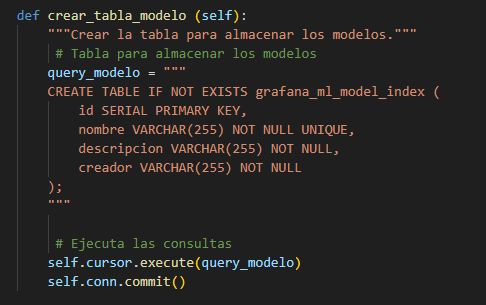 def crear_tabla_modelo (self):
    """Crear la tabla para almacenar los modelos."""
     # Tabla para almacenar los modelos
    query_modelo = """
    CREATE TABLE IF NOT EXISTS grafana_ml_model_index (
        id SERIAL PRIMARY KEY,
        nombre VARCHAR(255) NOT NULL UNIQUE,
        descripcion VARCHAR(255) NOT NULL,
        creador VARCHAR(255) NOT NULL
    );
    """
     # Ejecuta las consultas
    self.cursor.execute(query_modelo)
    self.conn.commit()